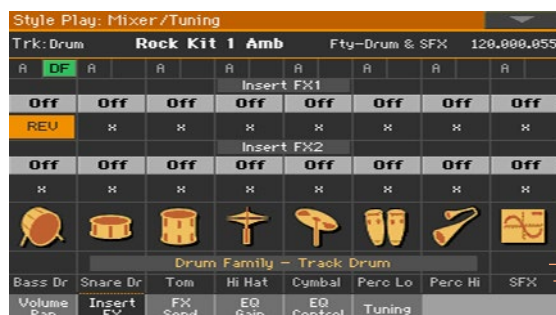 Style Play: Mixer/Tuning
Trk: Drum Rock Kit 1 Amb Fty-Drum & SFX 120.000.055
A DF A A A A A A A
Insert FX1
Off Off Off Off Off Off Off Off
REV x x x x x x x
Insert FX2
Off Off Off Off Off Off Off Off
x x x x x x x x
Drum Family - Track Drum
Bass Dr Snare Dr Tom Hi Hat Cymbal Perc Lo Perc Hi SFX
Volume Insert FX EQ EQ Tuning
Pan FX Send Gain Control